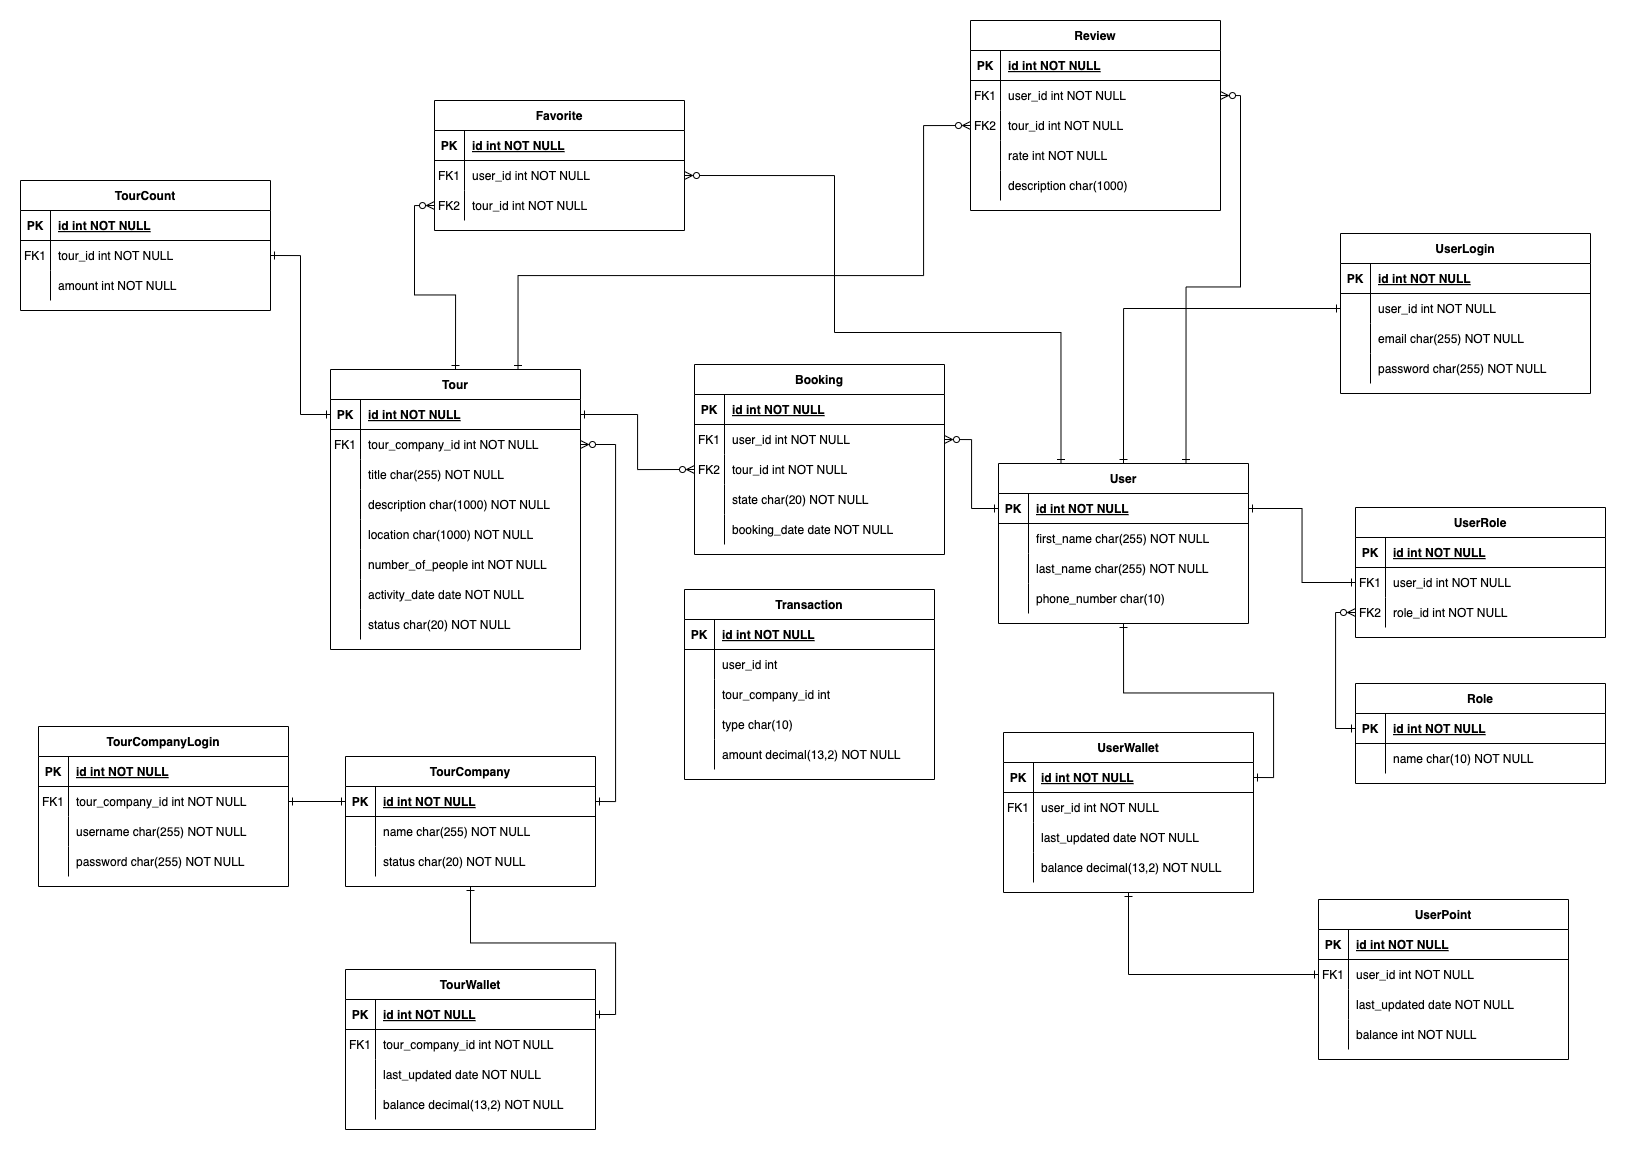 Review
PK id int NOT NULL
FK1 user_id int NOT NULL
FK2 tour_id int NOT NULL
rate int NOT NULL
description char(1000)
Favorite
PK id int NOT NULL
FK1 user_id int NOT NULL
FK2 tour_id int NOT NULL
TourCount
PK id int NOT NULL
FK1 tour_id int NOT NULL
amount int NOT NULL
UserLogin
PK id int NOT NULL
user_id int NOT NULL
email char(255) NOT NULL
password char(255) NOT NULL
Tour
PK id int NOT NULL
FK1 tour_company_id int NOT NULL
title char(255) NOT NULL
description char(1000) NOT NULL
location char(1000) NOT NULL
number_of_people int NOT NULL
activity_date date NOT NULL
status char(20) NOT NULL
Booking
PK id int NOT NULL
FK1 user_id int NOT NULL
FK2 tour_id int NOT NULL
state char(20) NOT NULL
booking_date date NOT NULL
User
PK id int NOT NULL
first_name char(255) NOT NULL
last_name char(255) NOT NULL
phone_number char(10)
UserRole
PK id int NOT NULL
FK1 user_id int NOT NULL
FK2 role_id int NOT NULL
Transaction
PK id int NOT NULL
user_id int
tour_company_id int
type char(10)
amount decimal(13,2) NOT NULL
Role
PK id int NOT NULL
name char(10) NOT NULL
TourCompanyLogin
PK id int NOT NULL
FK1 tour_company_id int NOT NULL
username char(255) NOT NULL
password char(255) NOT NULL
TourCompany
PK id int NOT NULL
name char(255) NOT NULL
status char(20) NOT NULL
UserWallet
PK id int NOT NULL
FK1 user_id int NOT NULL
last_updated date NOT NULL
balance decimal(13,2) NOT NULL
UserPoint
PK id int NOT NULL
FK1 user_id int NOT NULL
last_updated date NOT NULL
balance int NOT NULL
TourWallet
PK id int NOT NULL
FK1 tour_company_id int NOT NULL
last_updated date NOT NULL
balance decimal(13,2) NOT NULL